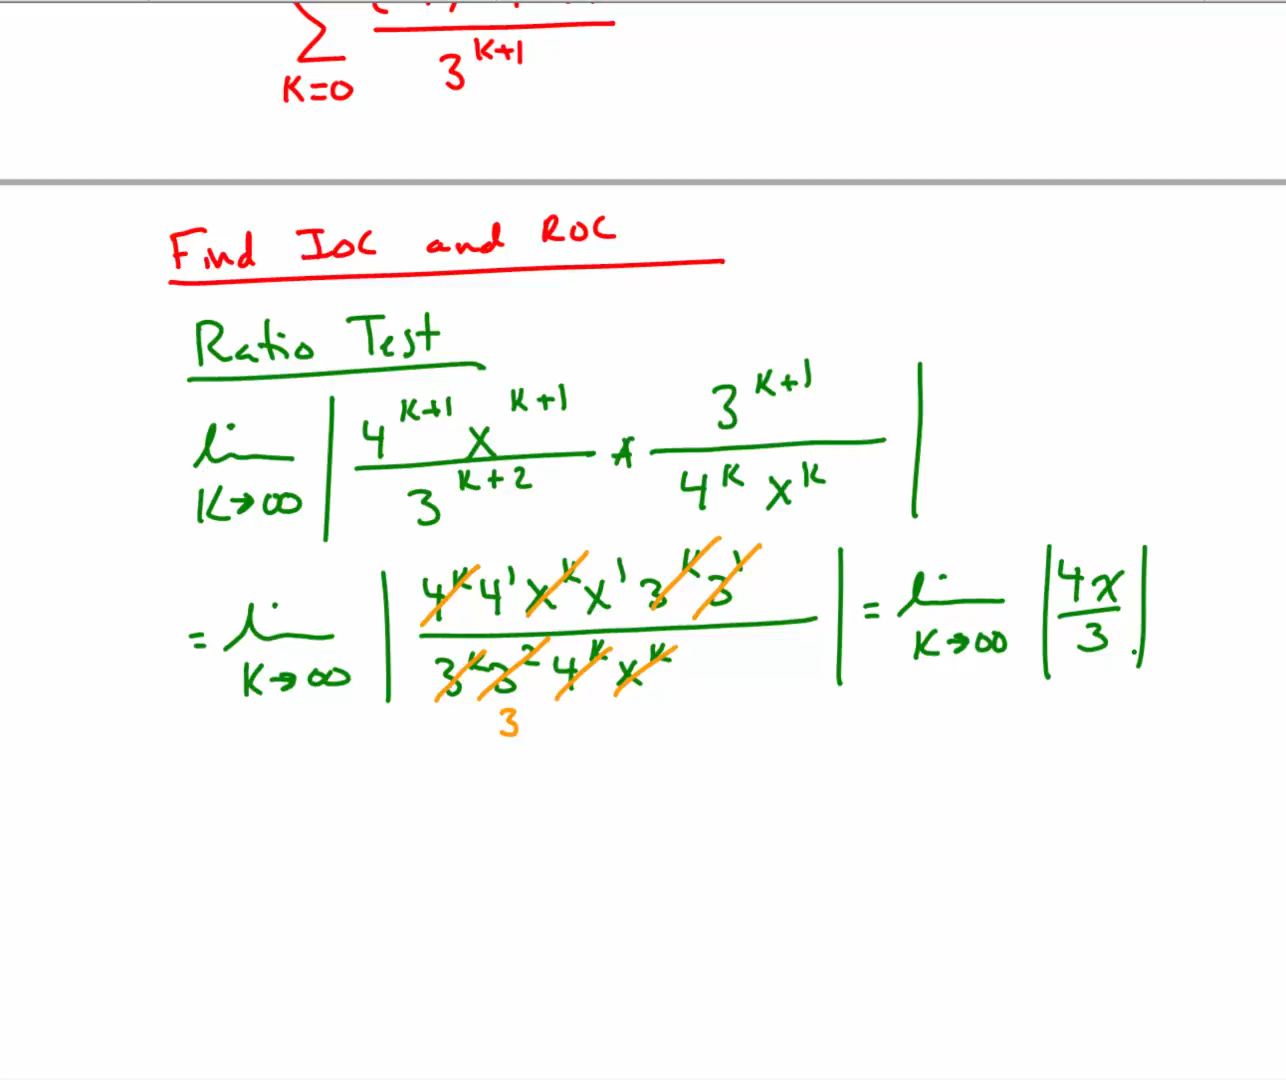 ∑ K=0 3^(K+1)
Find IOC and ROC
Ratio Test
lim K→∞ | 4^(K+1) x^(K+1) / 3^(K+2) * 3^(K+1) / 4^K x^K |
= lim K→∞ | 4^K 4^1 x^K x^1 3^K 3^1 / 3^K 3^2 4^K x^K | = lim K→∞ | 4x / 3 |
3